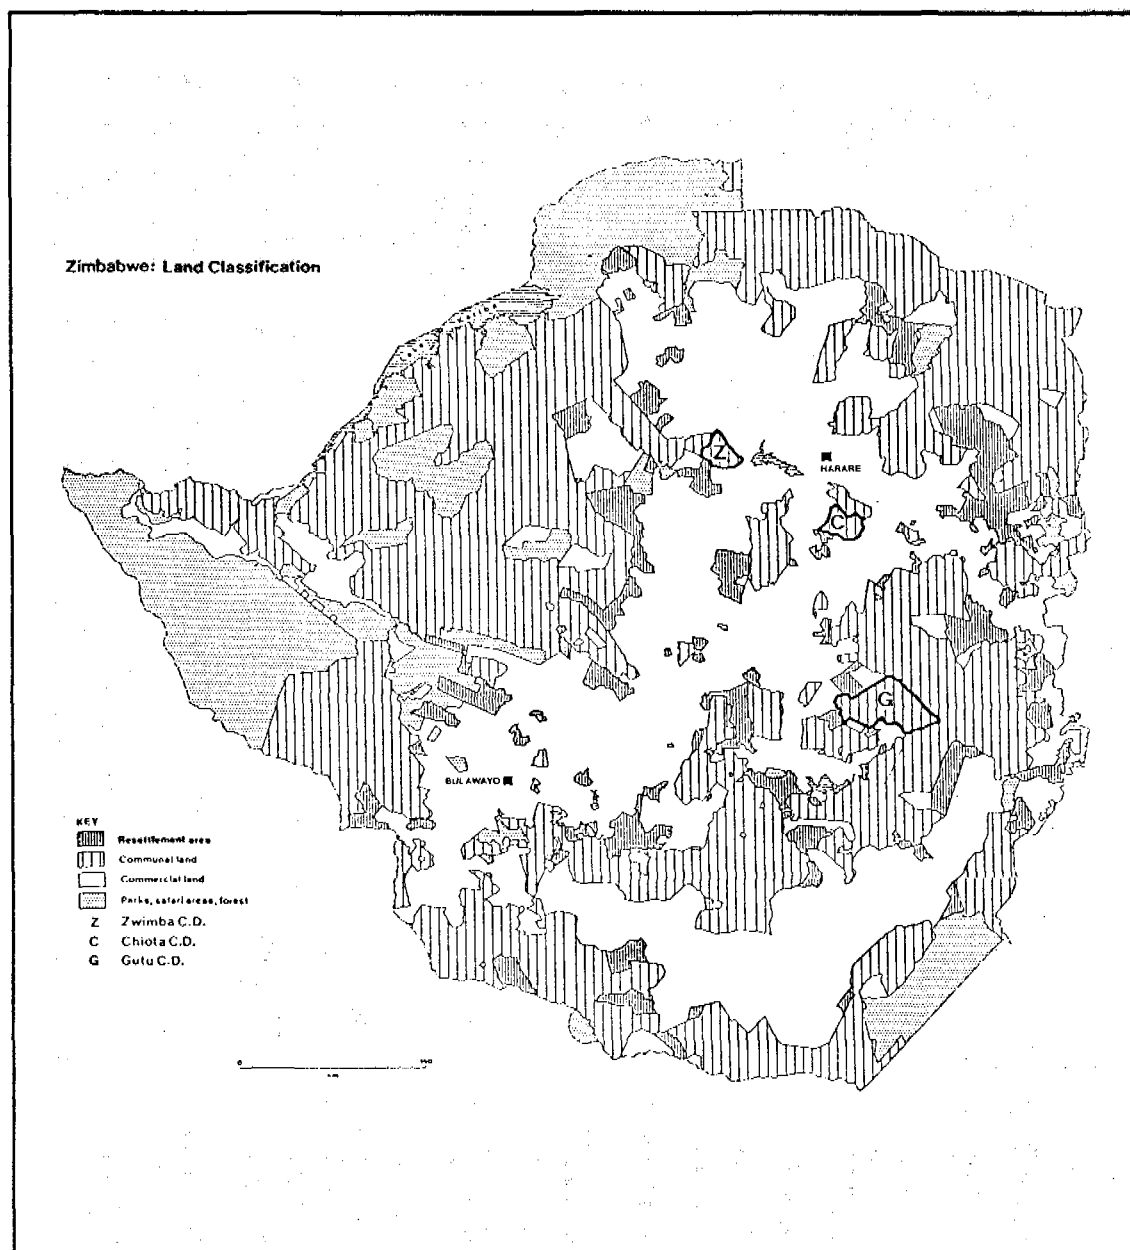 Zimbabwe: Land Classification
Z
HARARE
C
G
BULAWAYO
KEY
Resettlement area
Communal land
Commercial land
Parks, safari areas, forest
Z Zwimba C.D.
C Chiota C.D.
G Gutu C.D.
0